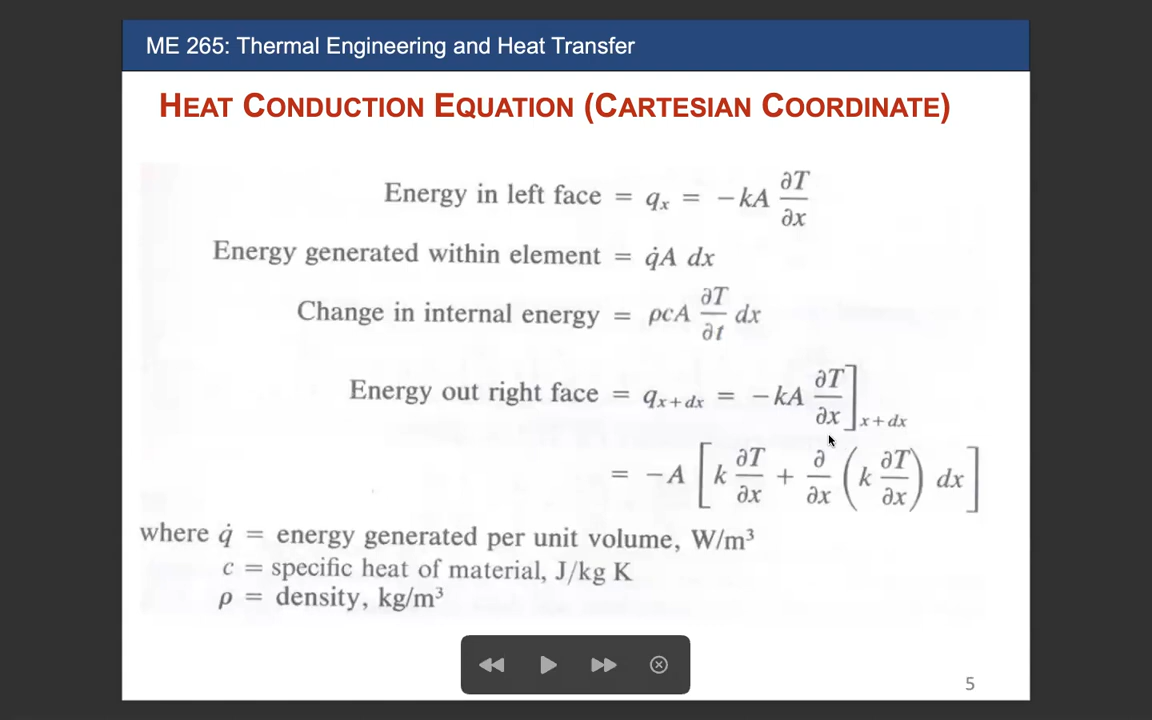 ME 265: Thermal Engineering and Heat Transfer
HEAT CONDUCTION EQUATION (CARTESIAN COORDINATE)
Energy in left face = qₓ = −kA ∂T/∂x
Energy generated within element = q̇A dx
Change in internal energy = ρcA ∂T/∂t dx
Energy out right face = q_{x+dx} = −kA ∂T/∂x]_{x+dx}
= −A [k ∂T/∂x + ∂/∂x (k ∂T/∂x) dx]
where q̇ = energy generated per unit volume, W/m³
c = specific heat of material, J/kg K
ρ = density, kg/m³
5